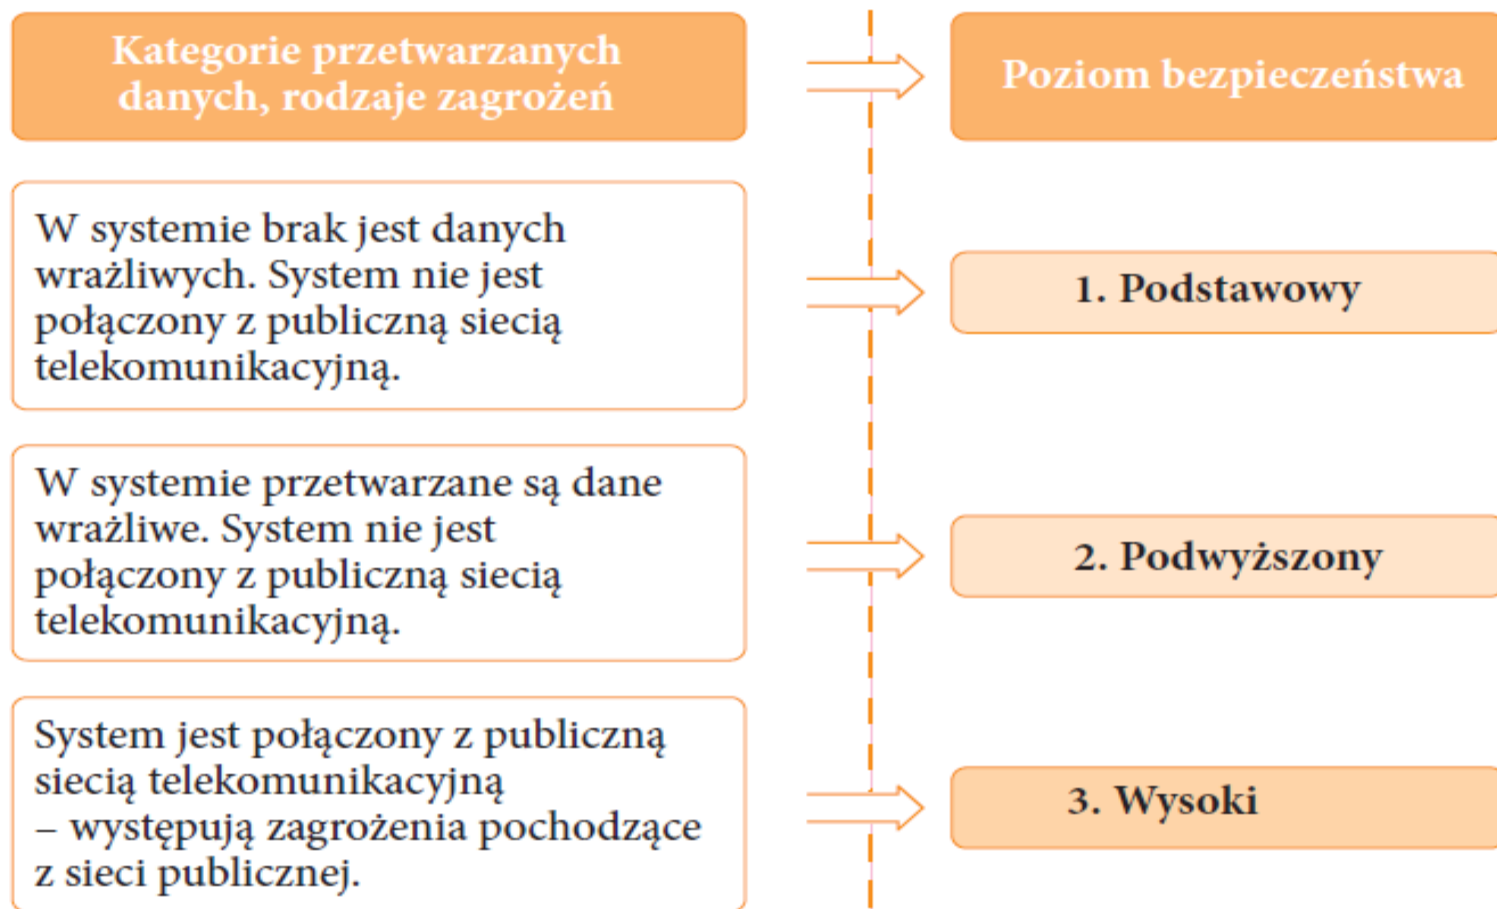 Kategorie przetwarzanych
danych, rodzaje zagrożeń
Poziom bezpieczeństwa
W systemie brak jest danych
wrażliwych. System nie jest
połączony z publiczną siecią
telekomunikacyjną.
1. Podstawowy
W systemie przetwarzane są dane
wrażliwe. System nie jest
połączony z publiczną siecią
telekomunikacyjną.
2. Podwyższony
System jest połączony z publiczną
siecią telekomunikacyjną
– występują zagrożenia pochodzące
z sieci publicznej.
3. Wysoki